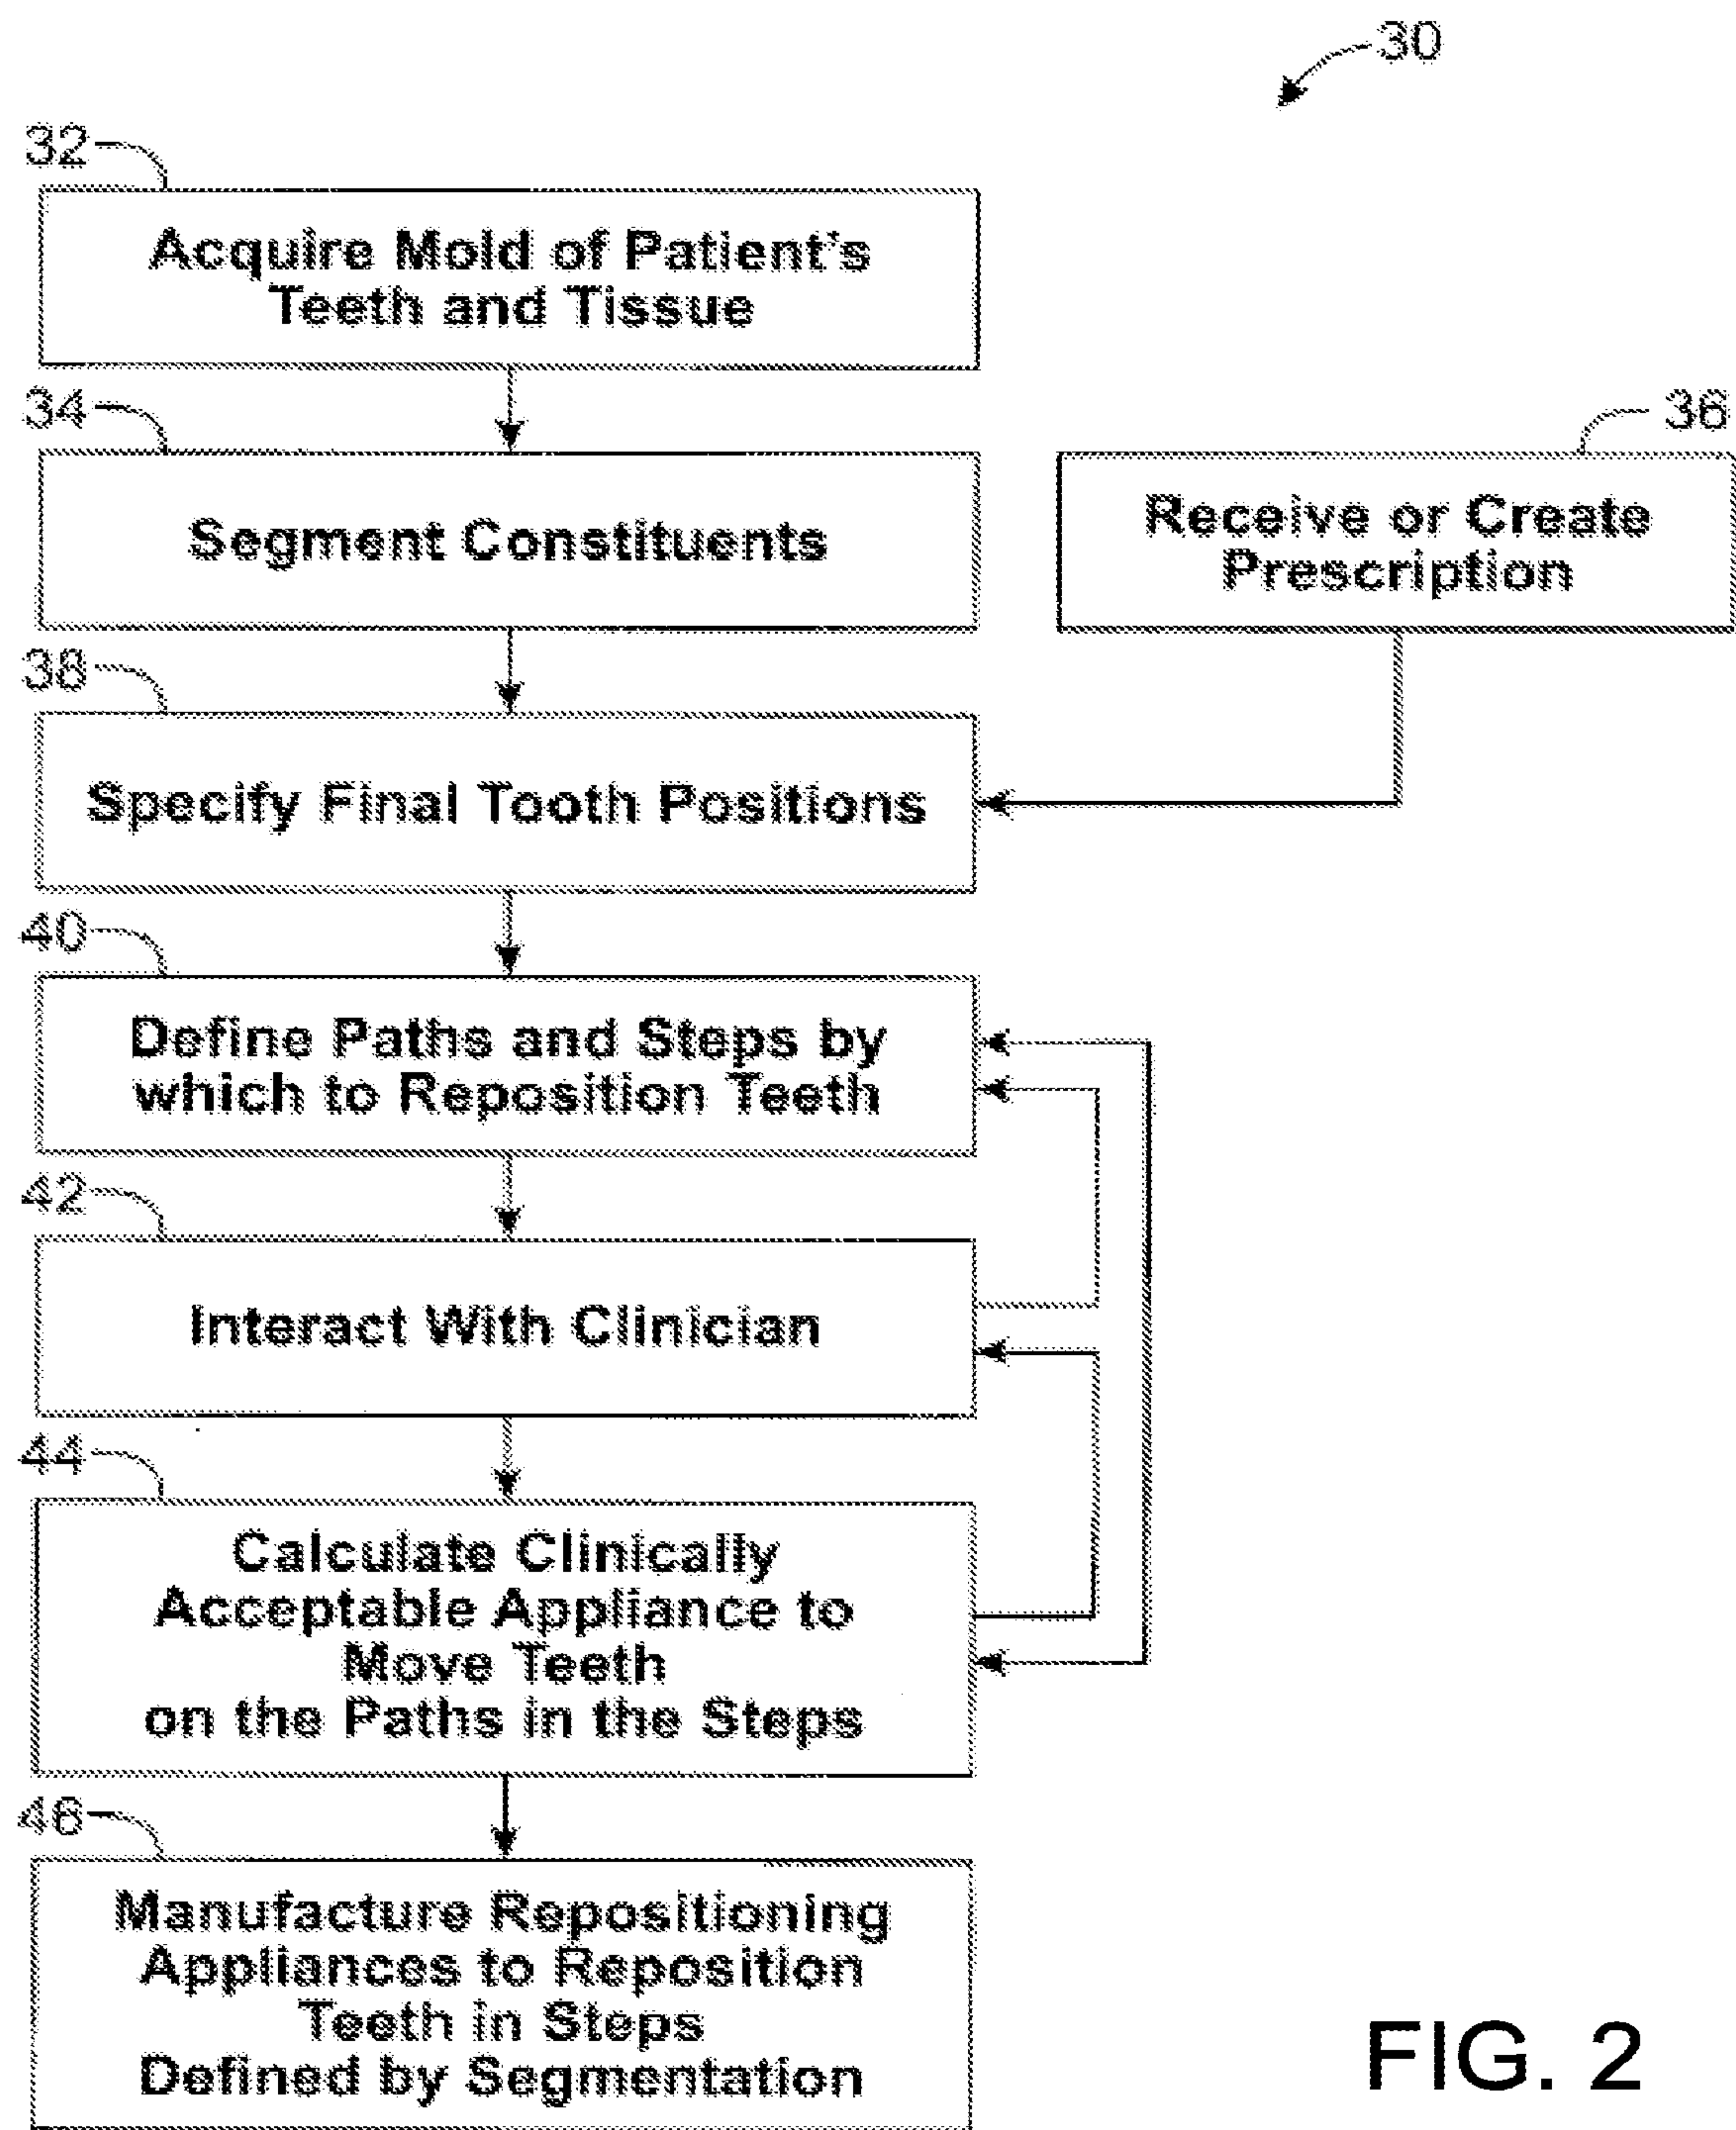 30
32
Acquire Mold of Patient's
Teeth and Tissue
34
Segment Constituents
36
Receive or Create
Prescription
38
Specify Final Tooth Positions
40
Define Paths and Steps by
which to Reposition Teeth
42
Interact With Clinician
44
Calculate Clinically
Acceptable Appliance to
Move Teeth
on the Paths in the Steps
46
Manufacture Repositioning
Appliances to Reposition
Teeth in Steps
Defined by Segmentation
FIG. 2